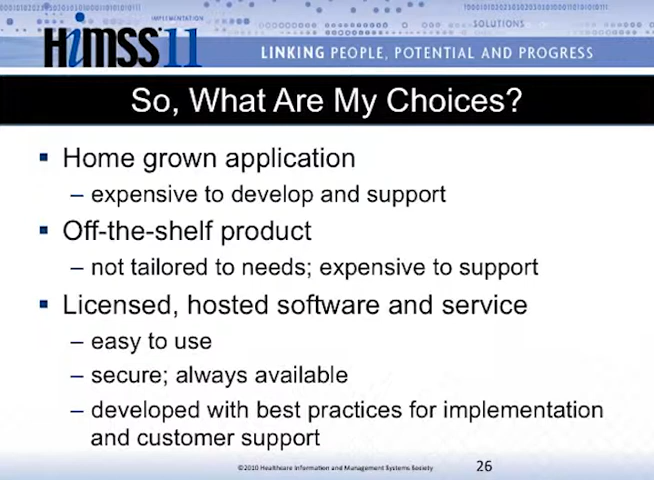 IMPLEMENTATION
SOLUTIONS
HiMSS11
LINKING PEOPLE, POTENTIAL AND PROGRESS
So, What Are My Choices?
▪ Home grown application
– expensive to develop and support
▪ Off-the-shelf product
– not tailored to needs; expensive to support
▪ Licensed, hosted software and service
– easy to use
– secure; always available
– developed with best practices for implementation
and customer support
©2010 Healthcare Information and Management Systems Society
26